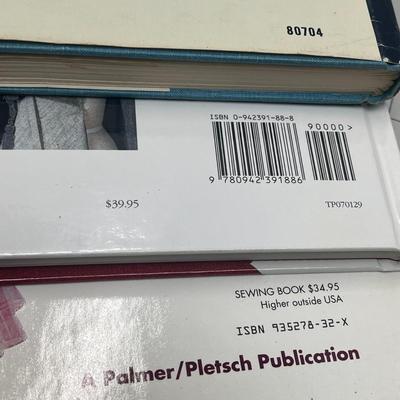 80704
ISBN 0-942391-88-8
90000>
9 780942 391886
$39.95
TP070129
SEWING BOOK $34.95
Higher outside USA
ISBN 935278-32-X
A Palmer/Pletsch Publication